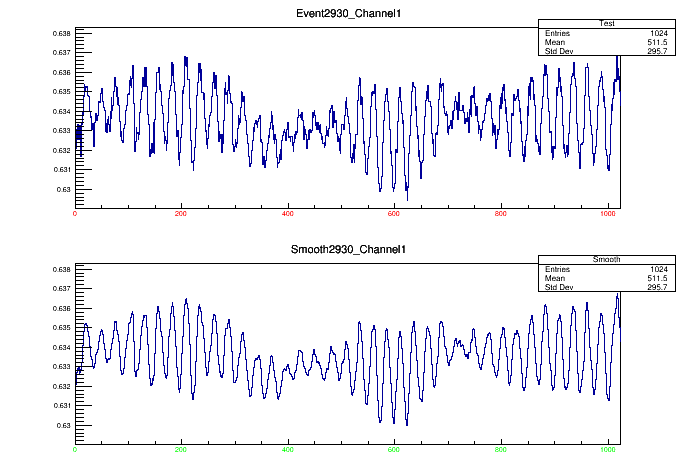 Event2930_Channel1
Test
Entries 1024
Mean 511.5
Std Dev 295.7
0.638
0.637
0.636
0.635
0.634
0.633
0.632
0.631
0.63
0 200 400 600 800 1000
Smooth2930_Channel1
Smooth
Entries 1024
Mean 511.5
Std Dev 295.7
0.638
0.637
0.636
0.635
0.634
0.633
0.632
0.631
0.63
0 200 400 600 800 1000